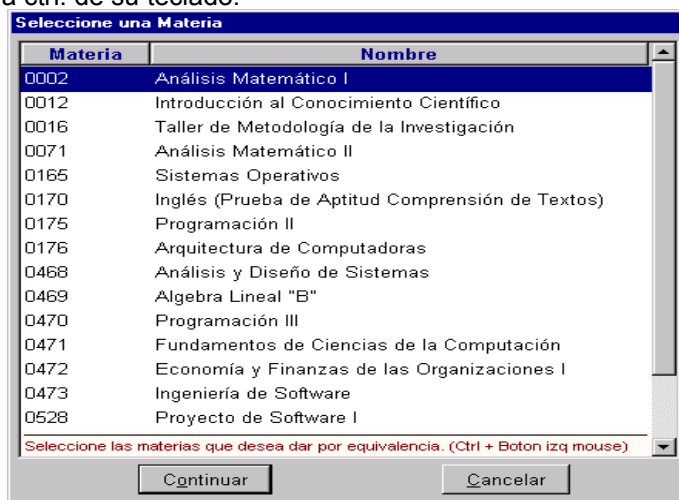 a ctrl. de su teclado.
Seleccione una Materia
Materia Nombre
0002 Análisis Matemático I
0012 Introducción al Conocimiento Científico
0016 Taller de Metodología de la Investigación
0071 Análisis Matemático II
0165 Sistemas Operativos
0170 Inglés (Prueba de Aptitud Comprensión de Textos)
0175 Programación II
0176 Arquitectura de Computadoras
0468 Análisis y Diseño de Sistemas
0469 Algebra Lineal "B"
0470 Programación III
0471 Fundamentos de Ciencias de la Computación
0472 Economía y Finanzas de las Organizaciones I
0473 Ingeniería de Software
0528 Proyecto de Software I
Seleccione las materias que desea dar por equivalencia. (Ctrl + Boton izq mouse)
Continuar Cancelar